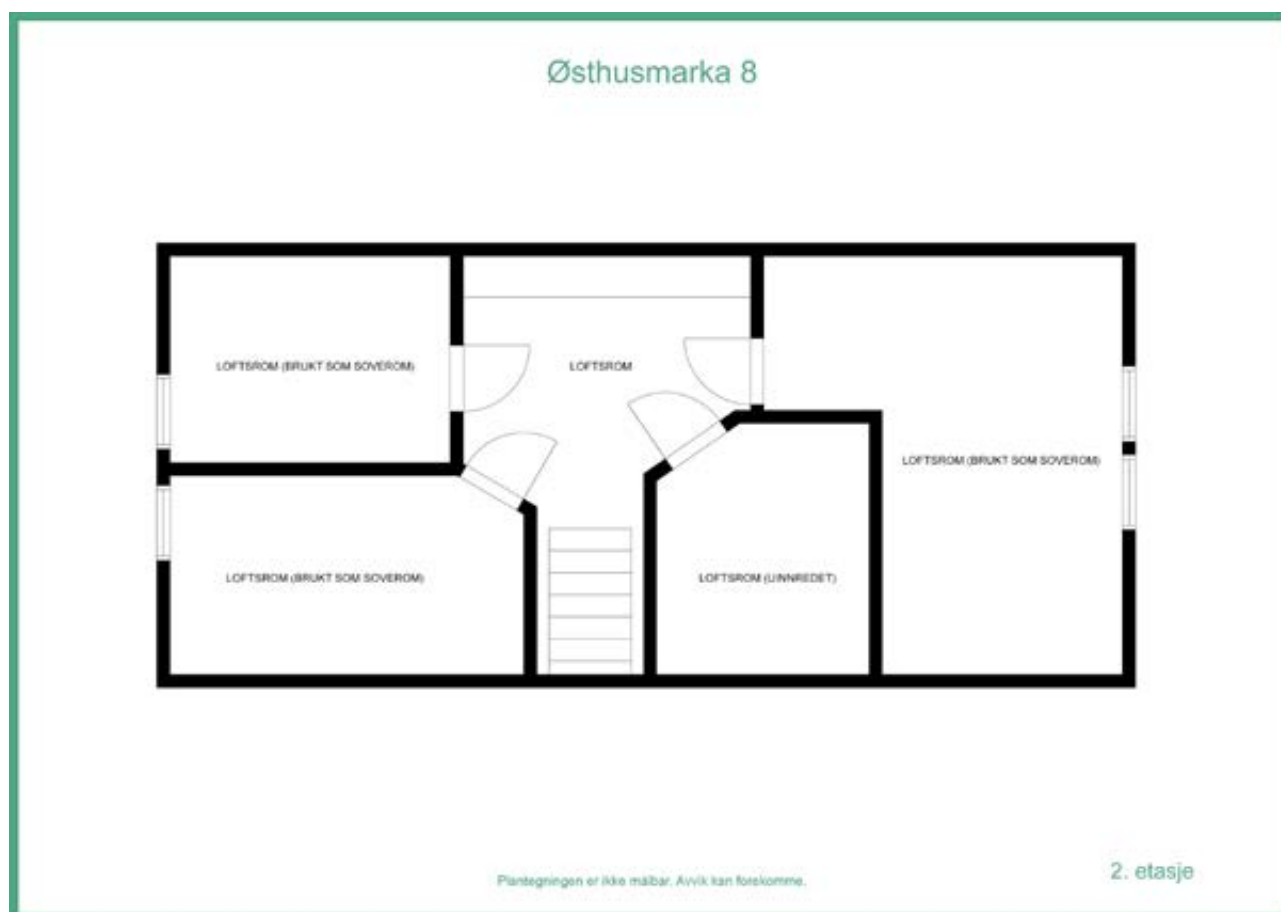 Østhusmarka 8
LOFTSROM (BRUKT SOM SOVEROM)
LOFTSROM
LOFTSROM (BRUKT SOM SOVEROM)
LOFTSROM (BRUKT SOM SOVEROM)
LOFTSROM (UINNREDET)
Plantegningen er ikke målbar. Avvik kan forekomme.
2. etasje